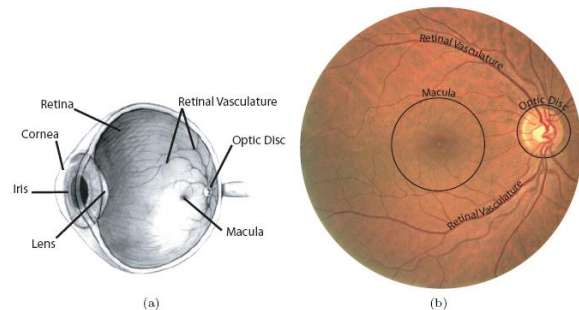 Retina
Retinal Vasculature
Cornea
Optic Disc
Iris
Lens
Macula
(a)
Retinal Vasculature
Macula
Optic Disc
Retinal Vasculature
(b)